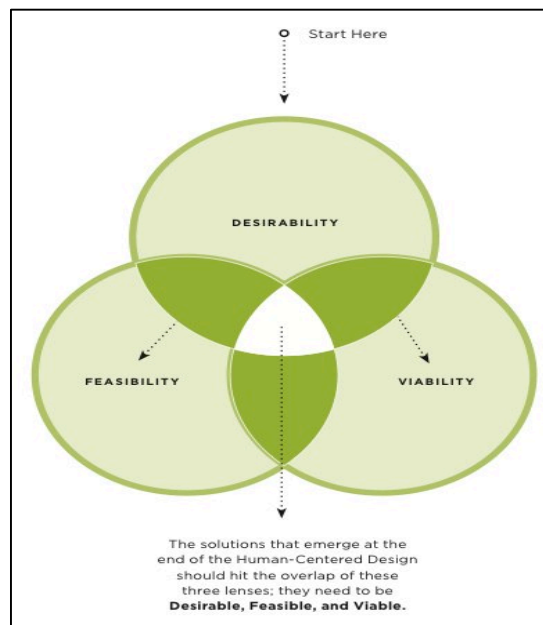 Start Here
DESIRABILITY
FEASIBILITY
VIABILITY
The solutions that emerge at the
end of the Human-Centered Design
should hit the overlap of these
three lenses; they need to be
Desirable, Feasible, and Viable.